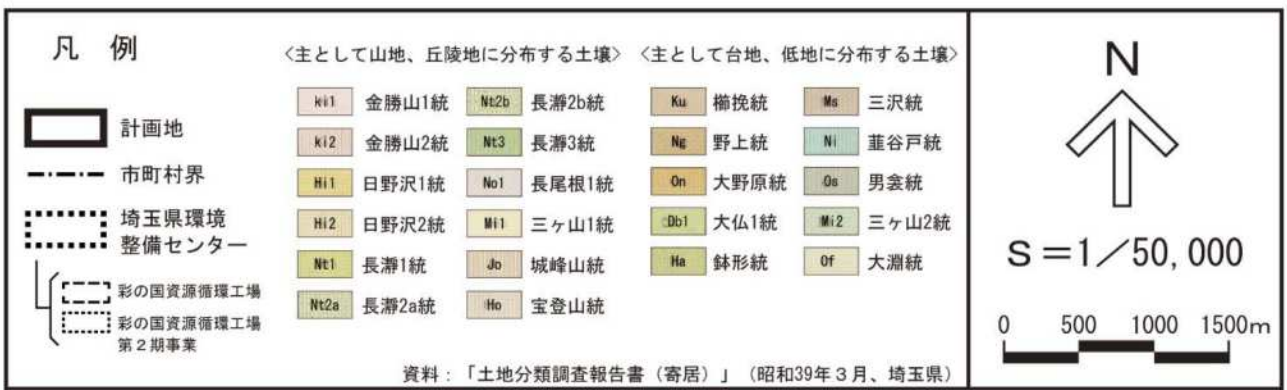 凡 例
計画地
市町村界
埼玉県環境
整備センター
彩の国資源循環工場
彩の国資源循環工場
第2期事業
<主として山地、丘陵地に分布する土壌>
ki1 金勝山1統
ki2 金勝山2統
Hi1 日野沢1統
Hi2 日野沢2統
Nt1 長瀞1統
Nt2a 長瀞2a統
Nt2b 長瀞2b統
Nt3 長瀞3統
No1 長尾根1統
Mi1 三ヶ山1統
Jo 城峰山統
Ho 宝登山統
<主として台地、低地に分布する土壌>
Ku 櫛挽統
Ng 野上統
On 大野原統
Db1 大仏1統
Ha 鉢形統
Ms 三沢統
Ni 韮谷戸統
Os 男衾統
Mi2 三ヶ山2統
Of 大淵統
資料:「土地分類調査報告書(寄居)」(昭和39年3月、埼玉県)
N
S=1/50,000
0 500 1000 1500m